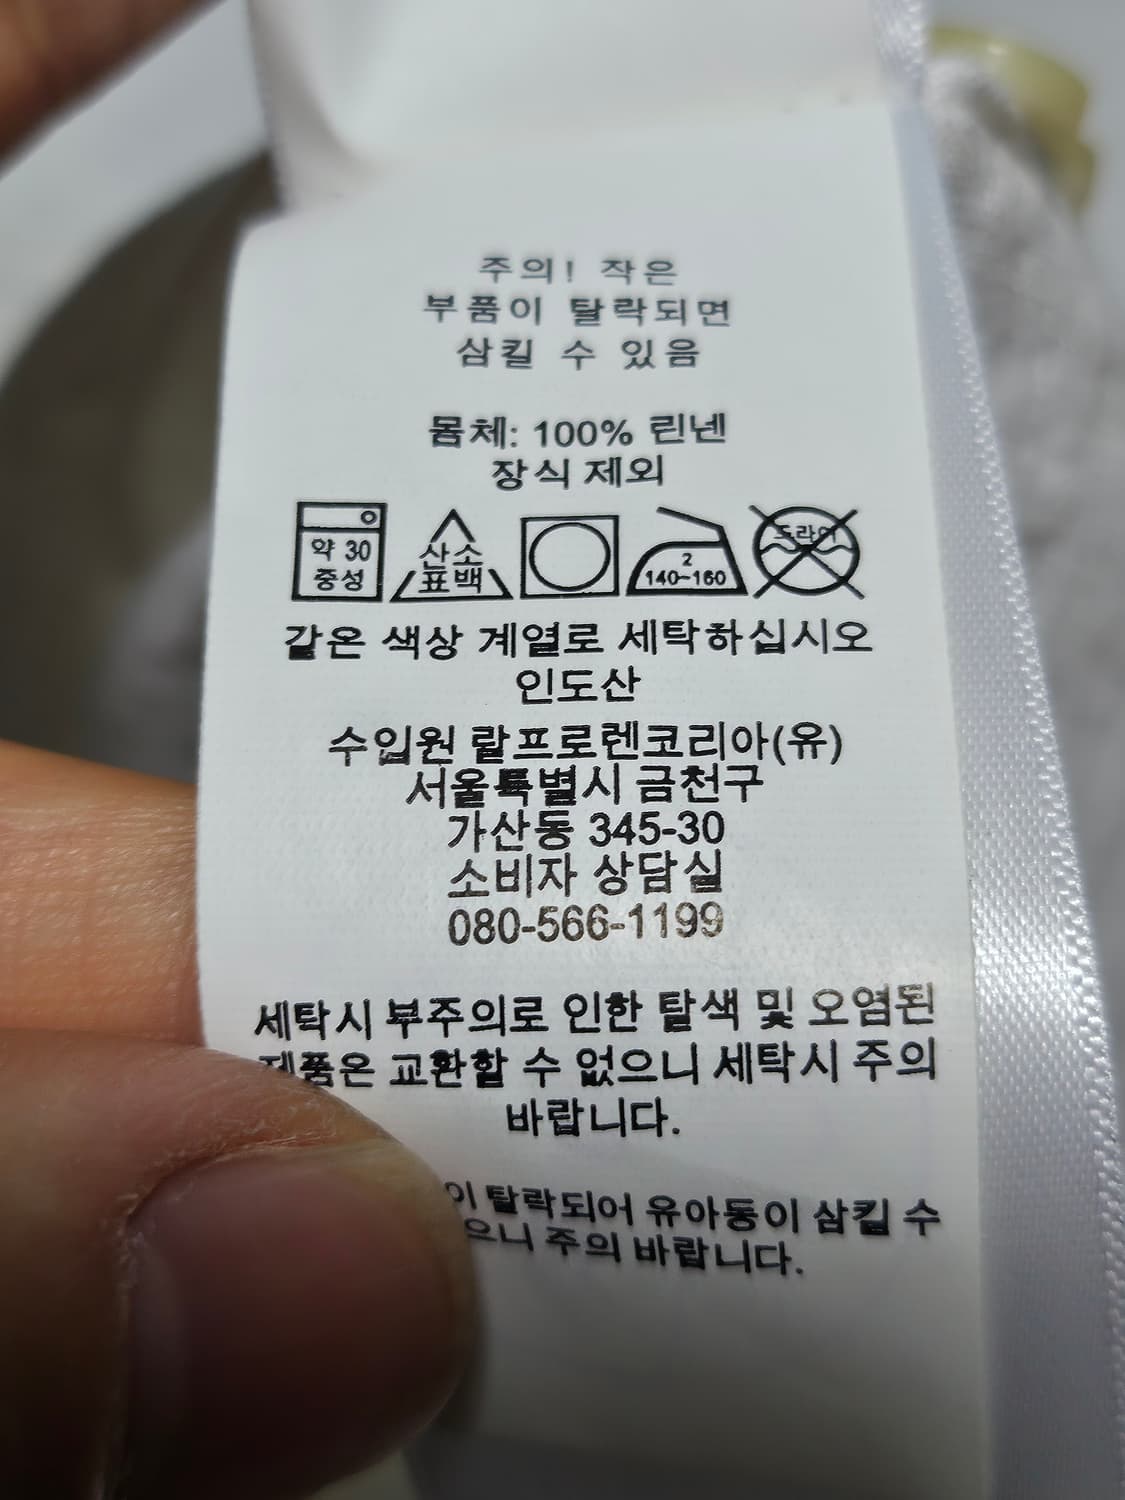 주의! 작은
부품이 탈락되면
삼킬 수 있음
몸체: 100% 린넨
장식 제외
약 30
중성
산소
표백
2
140~160
드라이
같은 색상 계열로 세탁하십시오
인도산
수입원 랄프로렌코리아(유)
서울특별시 금천구
가산동 345-30
소비자 상담실
080-566-1199
세탁시 부주의로 인한 탈색 및 오염된
제품은 교환할 수 없으니 세탁시 주의
바랍니다.
이 탈락되어 유아동이 삼킬 수
으니 주의 바랍니다.